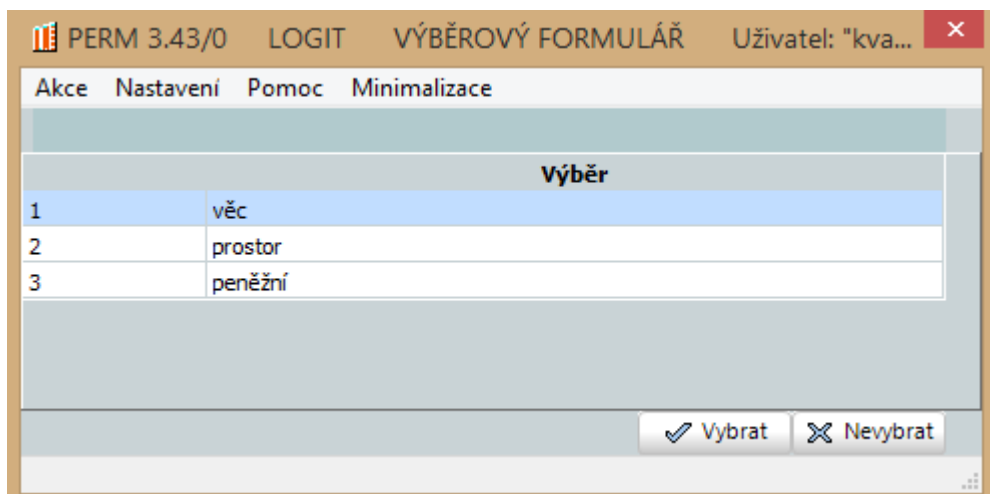 PERM 3.43/0 LOGIT VÝBĚROVÝ FORMULÁŘ Uživatel: "kva...
Akce Nastavení Pomoc Minimalizace
Výběr
1 věc
2 prostor
3 peněžní
Vybrat Nevybrat